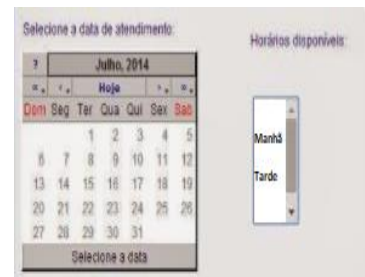 Selecione a data de atendimento:
? Julho, 2014
« ‹ Hoje › »
Dom Seg Ter Qua Qui Sex Sab
1 2 3 4 5
6 7 8 9 10 11 12
13 14 15 16 17 18 19
20 21 22 23 24 25 26
27 28 29 30 31
Selecione a data
Horários disponíveis:
Manhã
Tarde